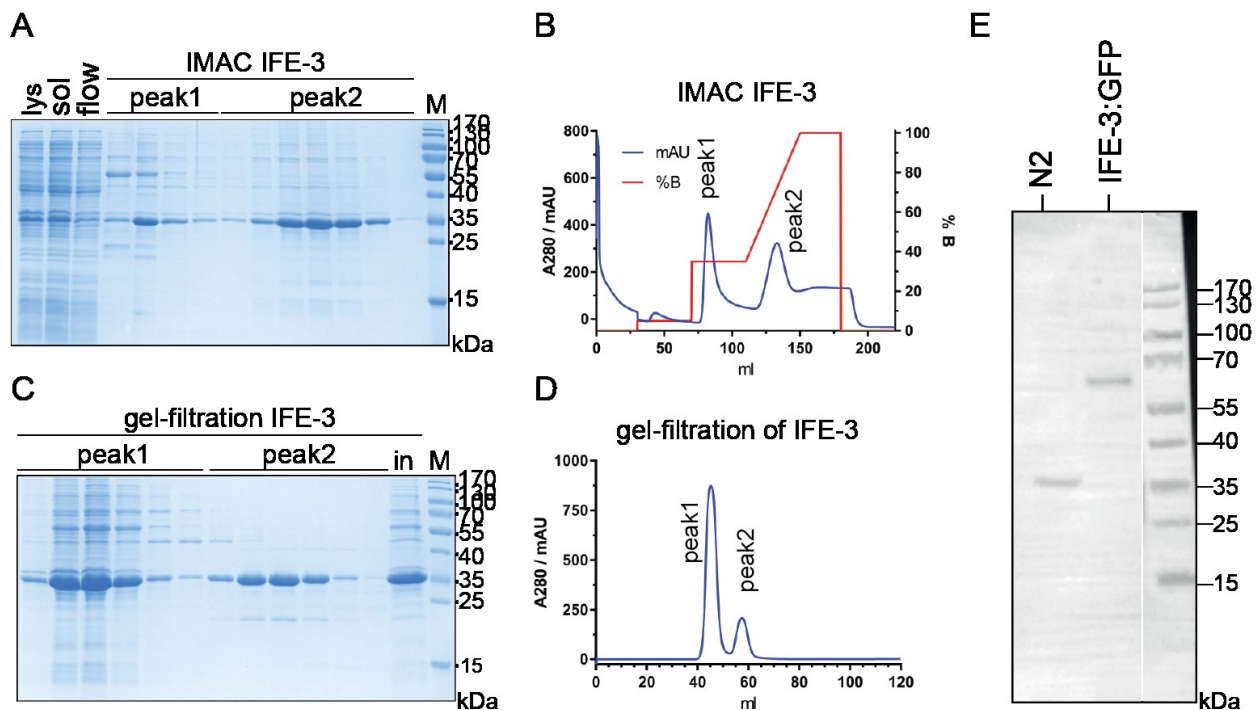 A
IMAC IFE-3
lys
sol
flow
peak1
peak2
M
170
130
100
70
55
40
35
25
15
kDa
B
IMAC IFE-3
800
600
400
200
0
A280 / mAU
mAU
%B
peak1
peak2
100
80
60
40
20
0
% B
0
50
100
150
200
ml
C
gel-filtration IFE-3
peak1
peak2
in
M
170
130
100
70
55
40
35
25
15
kDa
D
gel-filtration of IFE-3
1000
750
500
250
0
A280 / mAU
peak1
peak2
0
20
40
60
80
100
120
ml
E
N2
IFE-3:GFP
170
130
100
70
55
40
35
25
15
kDa